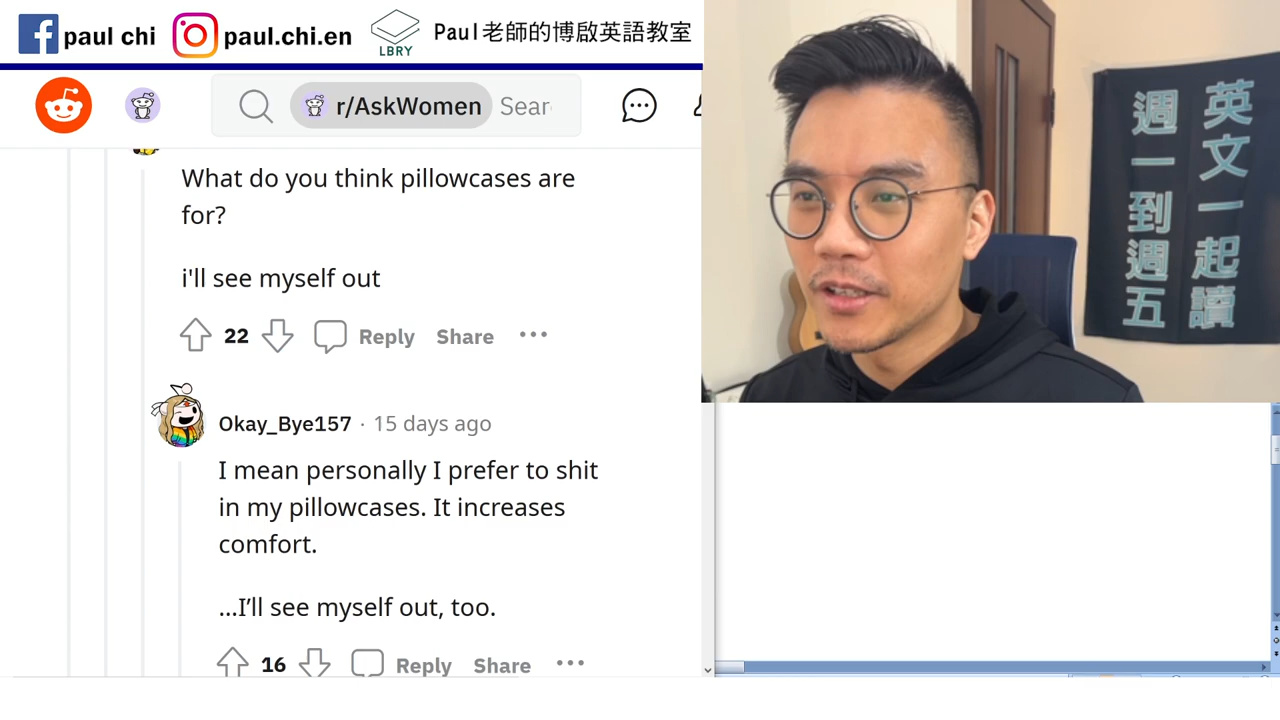 paul chi
paul.chi.en
LBRY
Paul老師的博啟英語教室
r/AskWomen
Sear
What do you think pillowcases are
for?
i'll see myself out
22
Reply
Share
Okay_Bye157 · 15 days ago
I mean personally I prefer to shit
in my pillowcases. It increases
comfort.
...I'll see myself out, too.
16
Reply
Share
英文一起讀
週一到週五